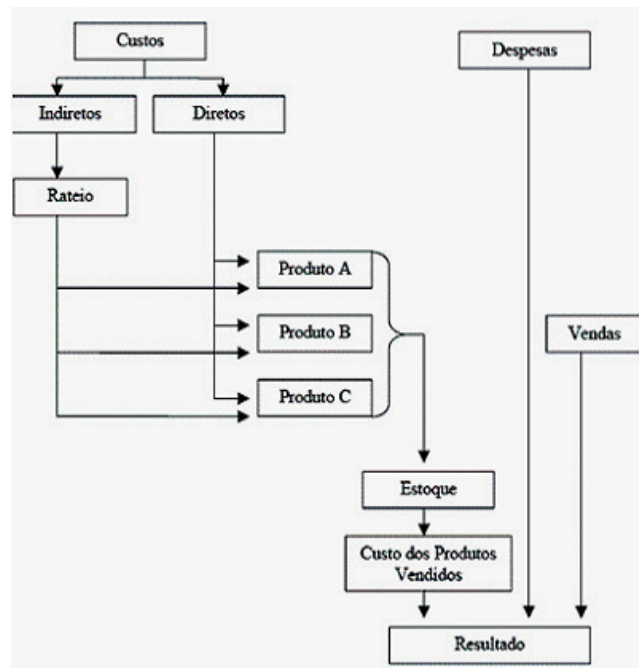 Custos
Despesas
Indiretos
Diretos
Rateio
Produto A
Produto B
Vendas
Produto C
Estoque
Custo dos Produtos
Vendidos
Resultado